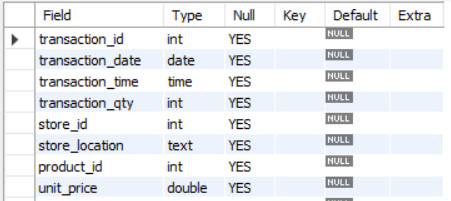 Field Type Null Key Default Extra
transaction_id int YES NULL
transaction_date date YES NULL
transaction_time time YES NULL
transaction_qty int YES NULL
store_id int YES NULL
store_location text YES NULL
product_id int YES NULL
unit_price double YES NULL